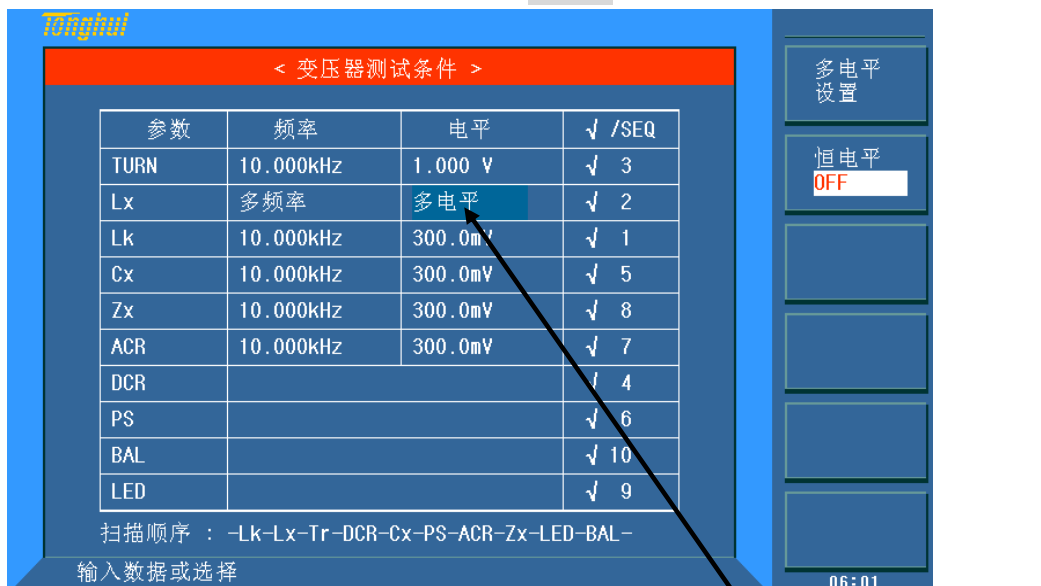 Tonghui
< 变压器测试条件 >
参数 频率 电平 √ /SEQ
TURN 10.000kHz 1.000 V √ 3
Lx 多频率 多电平 √ 2
Lk 10.000kHz 300.0mV √ 1
Cx 10.000kHz 300.0mV √ 5
Zx 10.000kHz 300.0mV √ 8
ACR 10.000kHz 300.0mV √ 7
DCR √ 4
PS √ 6
BAL √ 10
LED √ 9
扫描顺序 : -Lk-Lx-Tr-DCR-Cx-PS-ACR-Zx-LED-BAL-
输入数据或选择
多电平
设置
恒电平
OFF
06:01